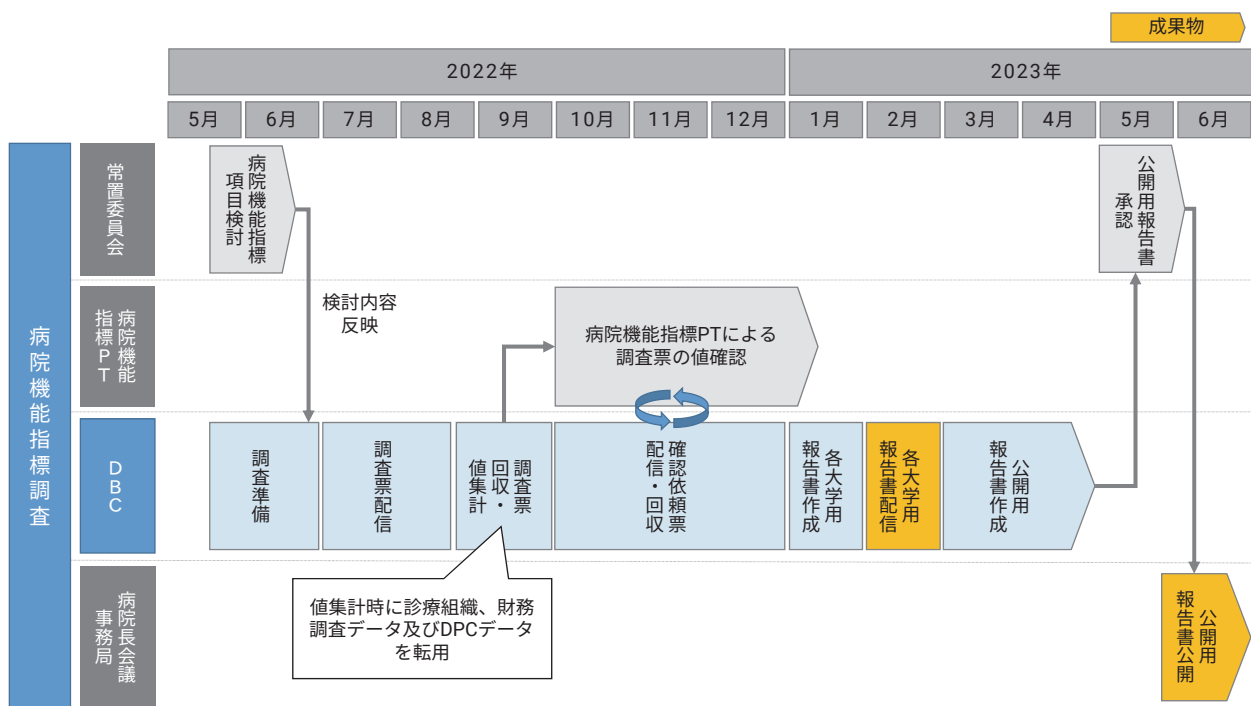 成果物
2022年
2023年
5月
6月
7月
8月
9月
10月
11月
12月
1月
2月
3月
4月
5月
6月
病院機能指標調査
常置委員会
病院機能指標
項目検討
公開用報告書
承認
検討内容
反映
病院機能
指標PT
病院機能指標PTによる
調査票の値確認
DBC
調査準備
調査票配信
調査票
回収・
値集計
確認依頼票
配信・回収
各大学用
報告書作成
各大学用
報告書配信
公開用
報告書作成
値集計時に診療組織、財務
調査データ及びDPCデータ
を転用
病院長会議
事務局
公開用
報告書公開